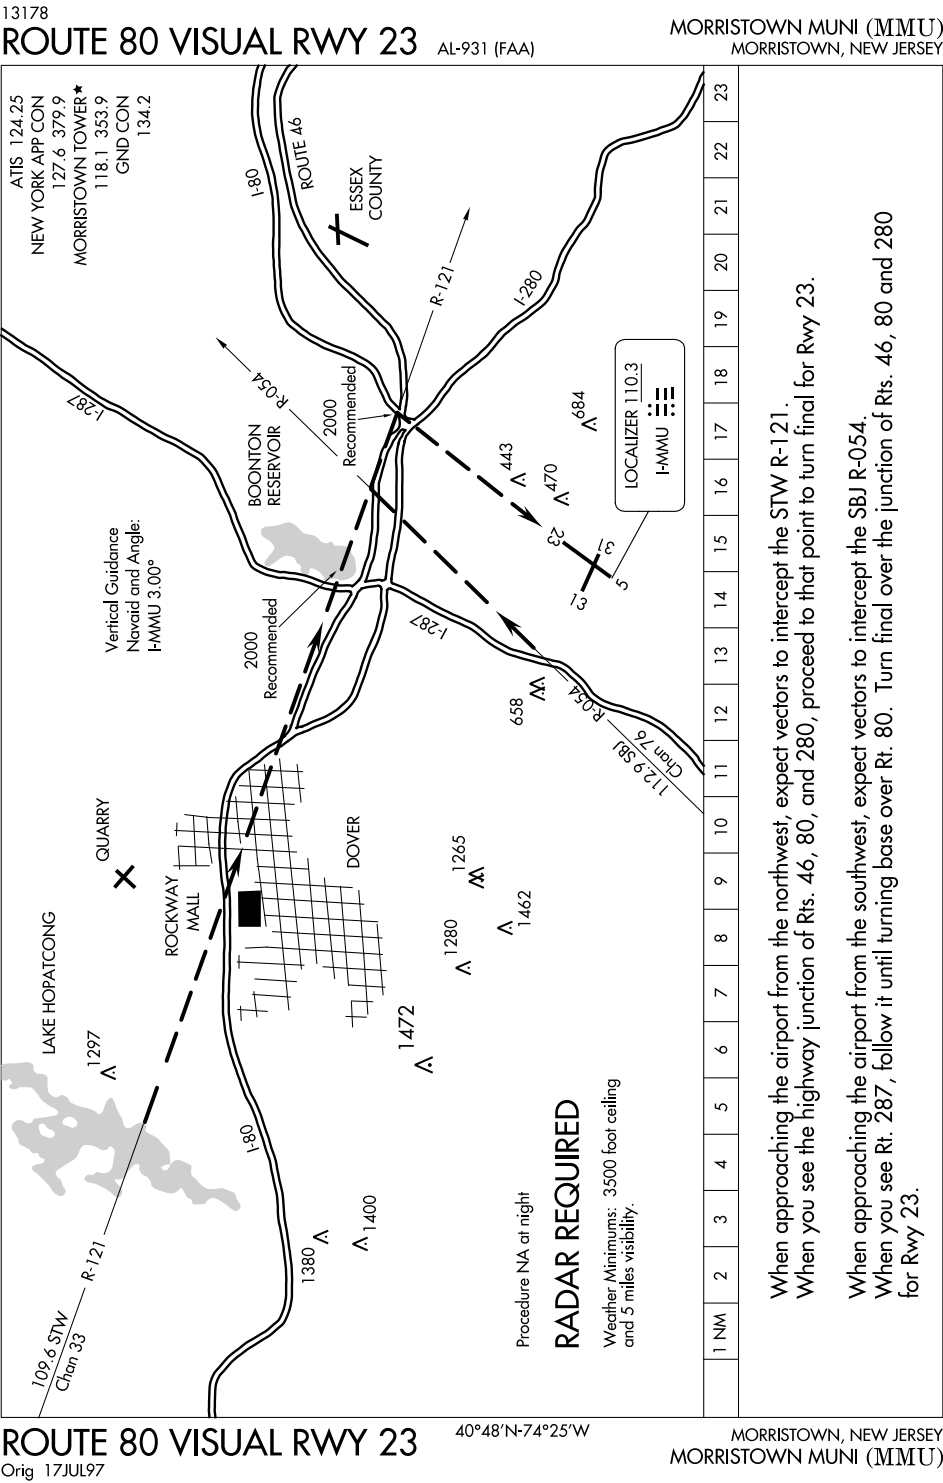 13178
ROUTE 80 VISUAL RWY 23
AL-931 (FAA)
MORRISTOWN MUNI (MMU)
MORRISTOWN, NEW JERSEY
ATIS 124.25
NEW YORK APP CON
127.6 379.9
MORRISTOWN TOWER★
118.1 353.9
GND CON
134.2
109.6 STW
Chan 33
R-121
LAKE HOPATCONG
1297
QUARRY
ROCKWAY
MALL
I-80
1380
1400
1472
DOVER
1280
1265
1462
Vertical Guidance
Navaid and Angle:
I-MMU 3.00°
I-287
BOONTON
RESERVOIR
2000
Recommended
2000
Recommended
R-054
I-80
ROUTE 46
ESSEX
COUNTY
R-121
I-280
I-287
658
R-054
112.9 SBJ
Chan 76
443
470
684
23
31
13
5
LOCALIZER 110.3
I-MMU
Procedure NA at night
RADAR REQUIRED
Weather Minimums: 3500 foot ceiling
and 5 miles visibility.
1 NM 2 3 4 5 6 7 8 9 10 11 12 13 14 15 16 17 18 19 20 21 22 23
When approaching the airport from the northwest, expect vectors to intercept the STW R-121.
When you see the highway junction of Rts. 46, 80, and 280, proceed to that point to turn final for Rwy 23.
When approaching the airport from the southwest, expect vectors to intercept the SBJ R-054.
When you see Rt. 287, follow it until turning base over Rt. 80. Turn final over the junction of Rts. 46, 80 and 280
for Rwy 23.
ROUTE 80 VISUAL RWY 23
Orig 17JUL97
40°48'N-74°25'W
MORRISTOWN, NEW JERSEY
MORRISTOWN MUNI (MMU)